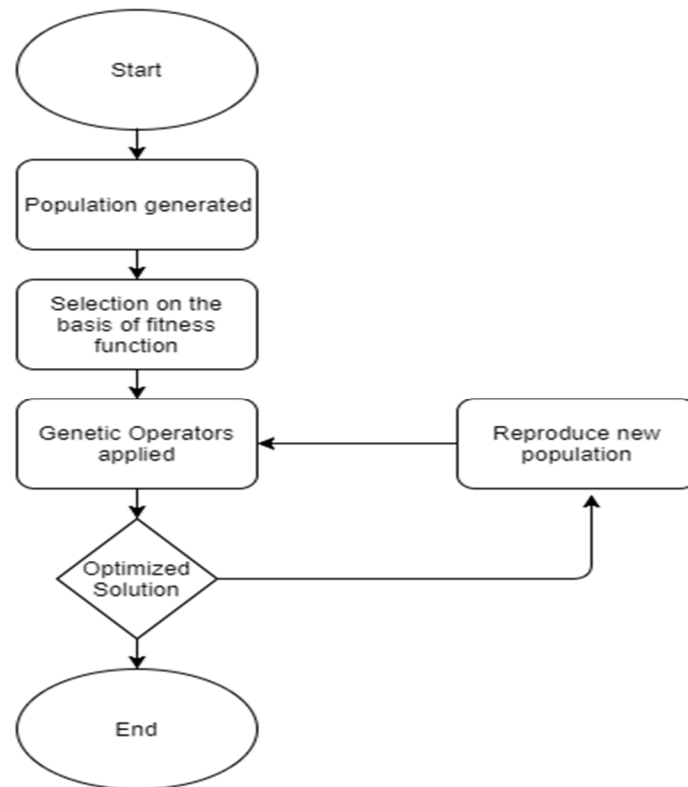 Start
Population generated
Selection on the
basis of fitness
function
Genetic Operators
applied
Reproduce new
population
Optimized
Solution
End